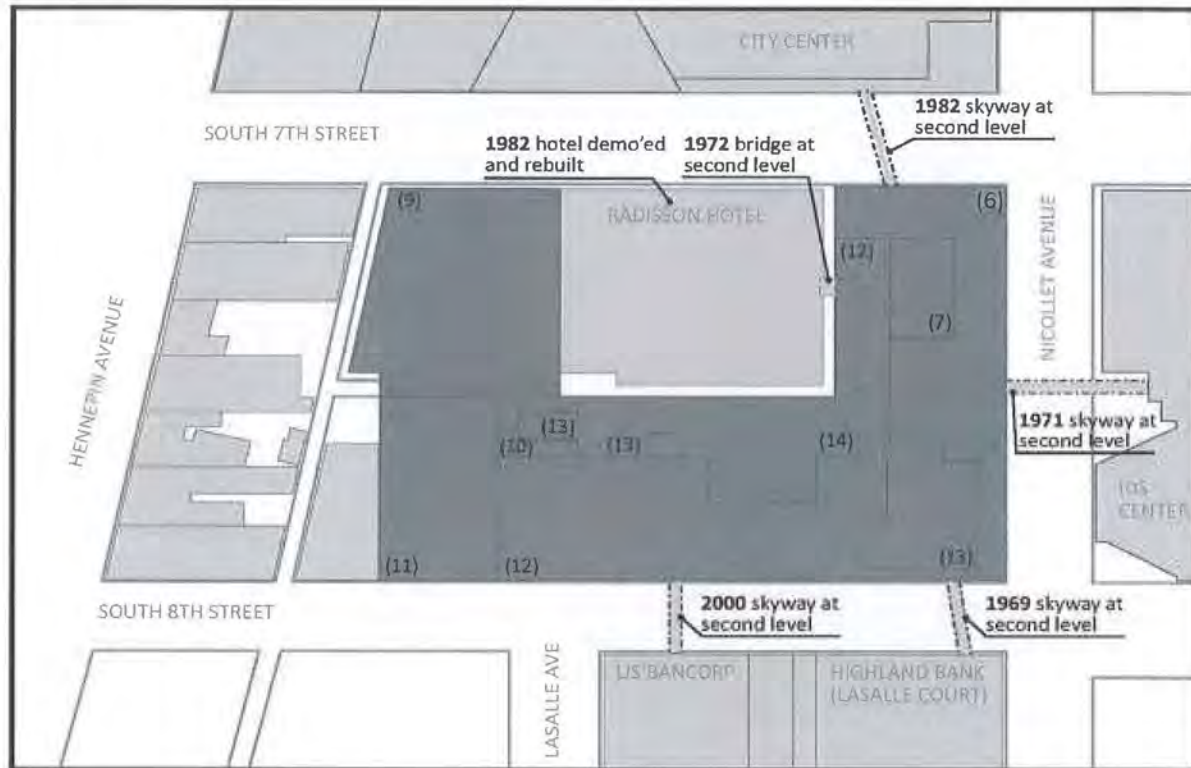 CITY CENTER
1982 skyway at
second level
SOUTH 7TH STREET
1982 hotel demo'ed
and rebuilt
1972 bridge at
second level
(9)
RADISSON HOTEL
(6)
(12)
(7)
NICOLLET AVENUE
HENNEPIN AVENUE
1971 skyway at
second level
(10)
(13)
(13)
(14)
IDS
CENTER
(11)
(12)
(13)
SOUTH 8TH STREET
2000 skyway at
second level
1969 skyway at
second level
LASALLE AVE
US BANCORP
HIGHLAND BANK
(LASALLE COURT)